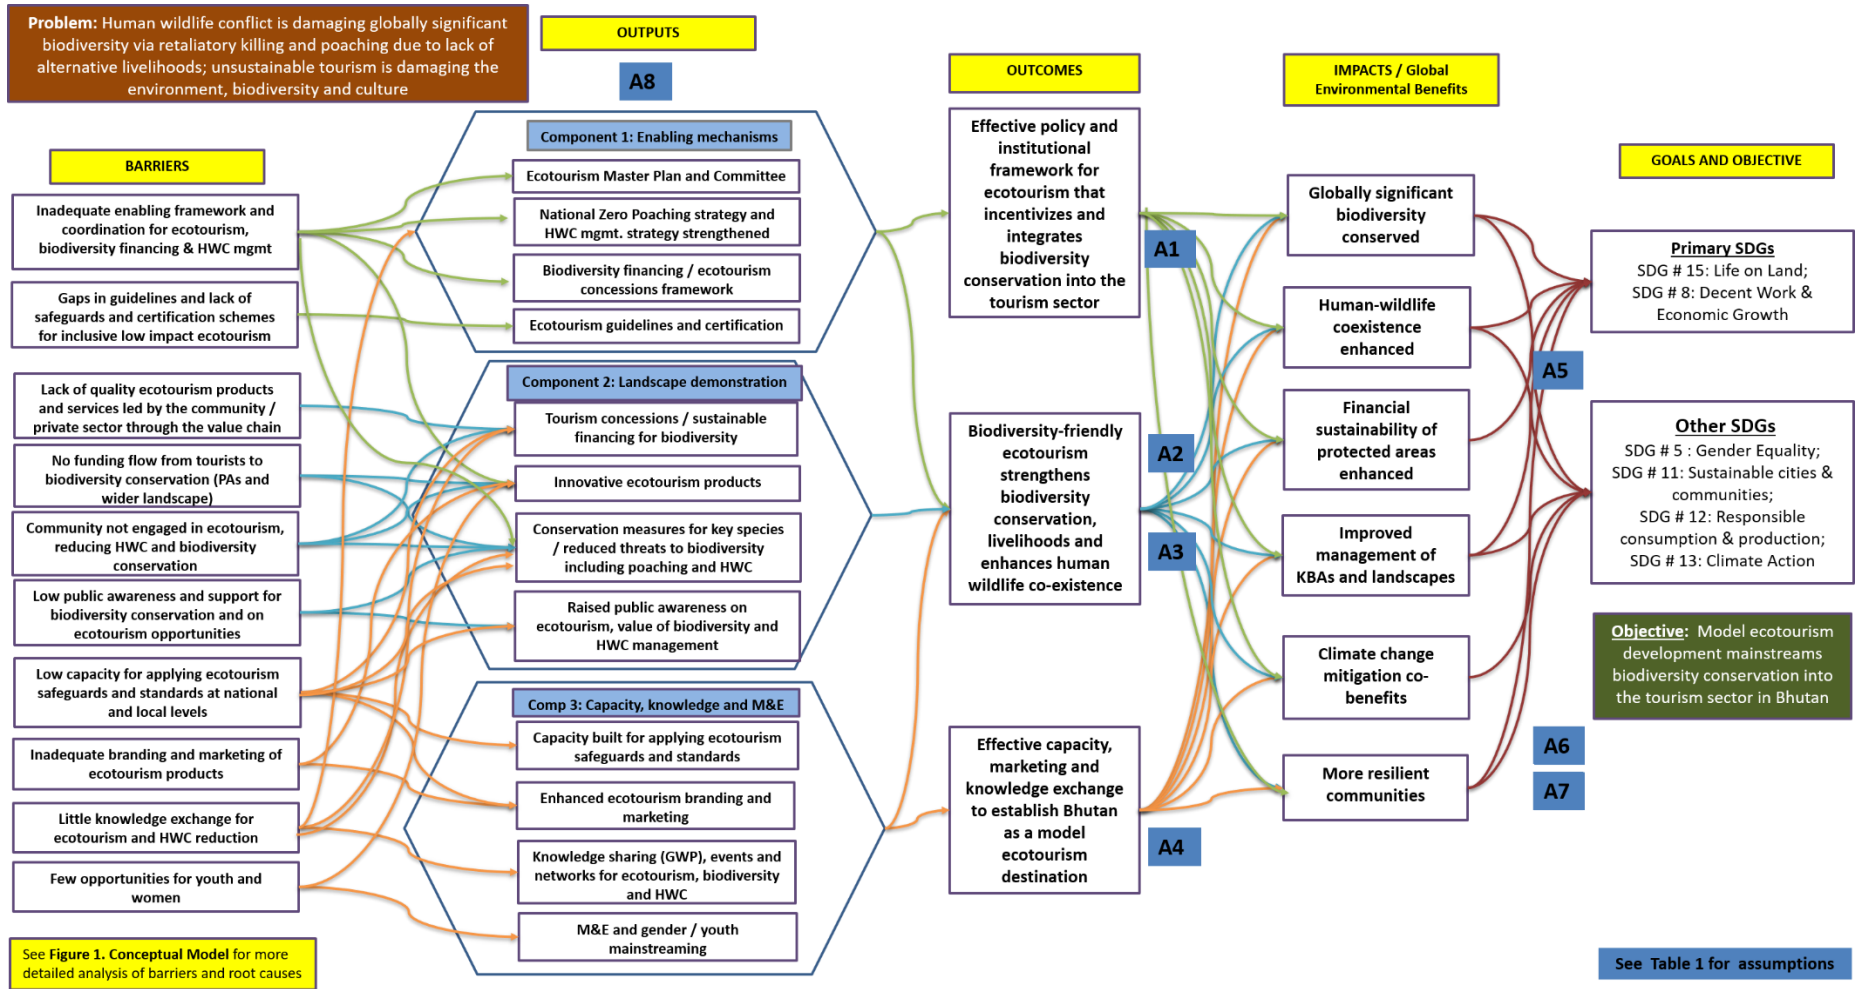 Problem: Human wildlife conflict is damaging globally significant
biodiversity via retaliatory killing and poaching due to lack of
alternative livelihoods; unsustainable tourism is damaging the
environment, biodiversity and culture
BARRIERS
Inadequate enabling framework and
coordination for ecotourism,
biodiversity financing & HWC mgmt
Gaps in guidelines and lack of
safeguards and certification schemes
for inclusive low impact ecotourism
Lack of quality ecotourism products
and services led by the community /
private sector through the value chain
No funding flow from tourists to
biodiversity conservation (PAs and
wider landscape)
Community not engaged in ecotourism,
reducing HWC and biodiversity
conservation
Low public awareness and support for
biodiversity conservation and on
ecotourism opportunities
Low capacity for applying ecotourism
safeguards and standards at national
and local levels
Inadequate branding and marketing of
ecotourism products
Little knowledge exchange for
ecotourism and HWC reduction
Few opportunities for youth and
women
See Figure 1. Conceptual Model for more
detailed analysis of barriers and root causes
OUTPUTS
A8
Component 1: Enabling mechanisms
Ecotourism Master Plan and Committee
National Zero Poaching strategy and
HWC mgmt. strategy strengthened
Biodiversity financing / ecotourism
concessions framework
Ecotourism guidelines and certification
Component 2: Landscape demonstration
Tourism concessions / sustainable
financing for biodiversity
Innovative ecotourism products
Conservation measures for key species
/ reduced threats to biodiversity
including poaching and HWC
Raised public awareness on
ecotourism, value of biodiversity and
HWC management
Comp 3: Capacity, knowledge and M&E
Capacity built for applying ecotourism
safeguards and standards
Enhanced ecotourism branding and
marketing
Knowledge sharing (GWP), events and
networks for ecotourism, biodiversity
and HWC
M&E and gender / youth
mainstreaming
OUTCOMES
Effective policy and
institutional
framework for
ecotourism that
incentivizes and
integrates
biodiversity
conservation into the
tourism sector
Biodiversity-friendly
ecotourism
strengthens
biodiversity
conservation,
livelihoods and
enhances human
wildlife co-existence
Effective capacity,
marketing and
knowledge exchange
to establish Bhutan
as a model
ecotourism
destination
A1
A2
A3
A4
IMPACTS / Global
Environmental Benefits
Globally significant
biodiversity
conserved
Human-wildlife
coexistence
enhanced
Financial
sustainability of
protected areas
enhanced
Improved
management of
KBAs and landscapes
Climate change
mitigation co-
benefits
More resilient
communities
A5
A6
A7
GOALS AND OBJECTIVE
Primary SDGs
SDG # 15: Life on Land;
SDG # 8: Decent Work &
Economic Growth
Other SDGs
SDG # 5 : Gender Equality;
SDG # 11: Sustainable cities &
communities;
SDG # 12: Responsible
consumption & production;
SDG # 13: Climate Action
Objective: Model ecotourism
development mainstreams
biodiversity conservation into
the tourism sector in Bhutan
See Table 1 for assumptions